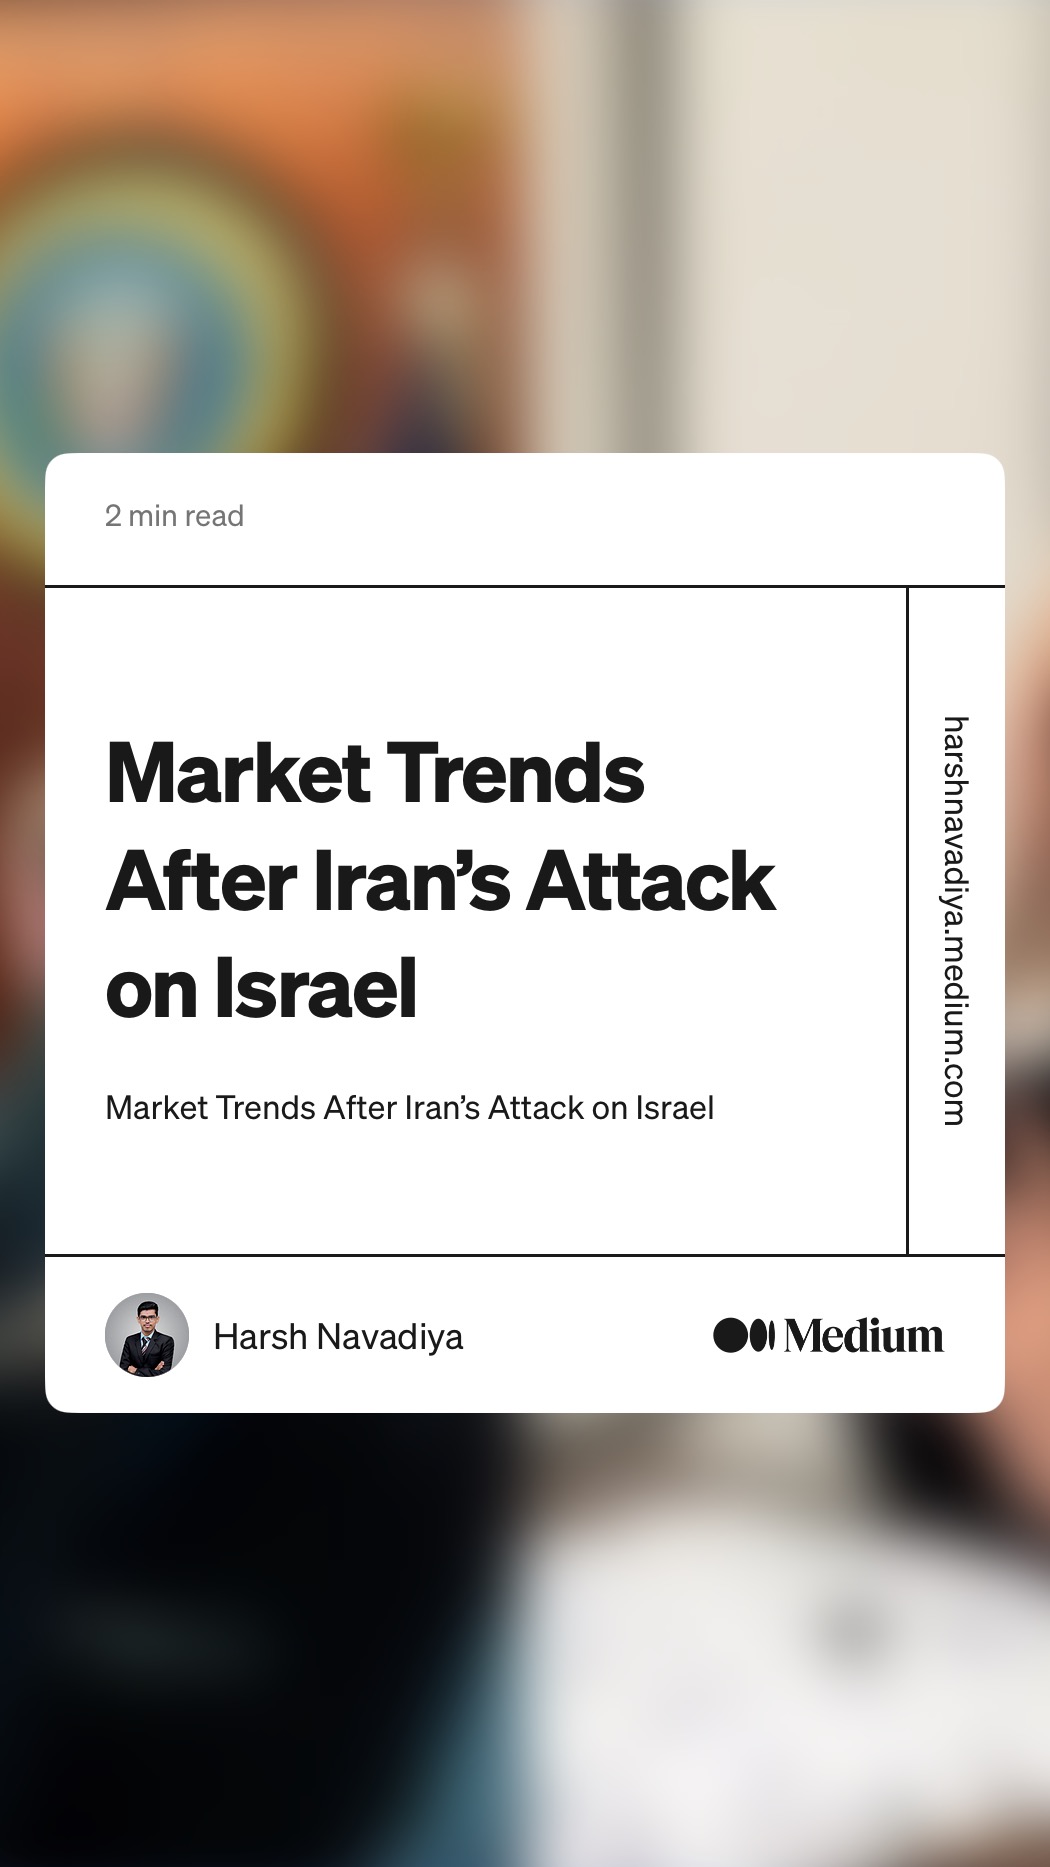 2 min read
Market Trends
After Iran’s Attack
on Israel
Market Trends After Iran’s Attack on Israel
harshnavadiya.medium.com
Harsh Navadiya
Medium